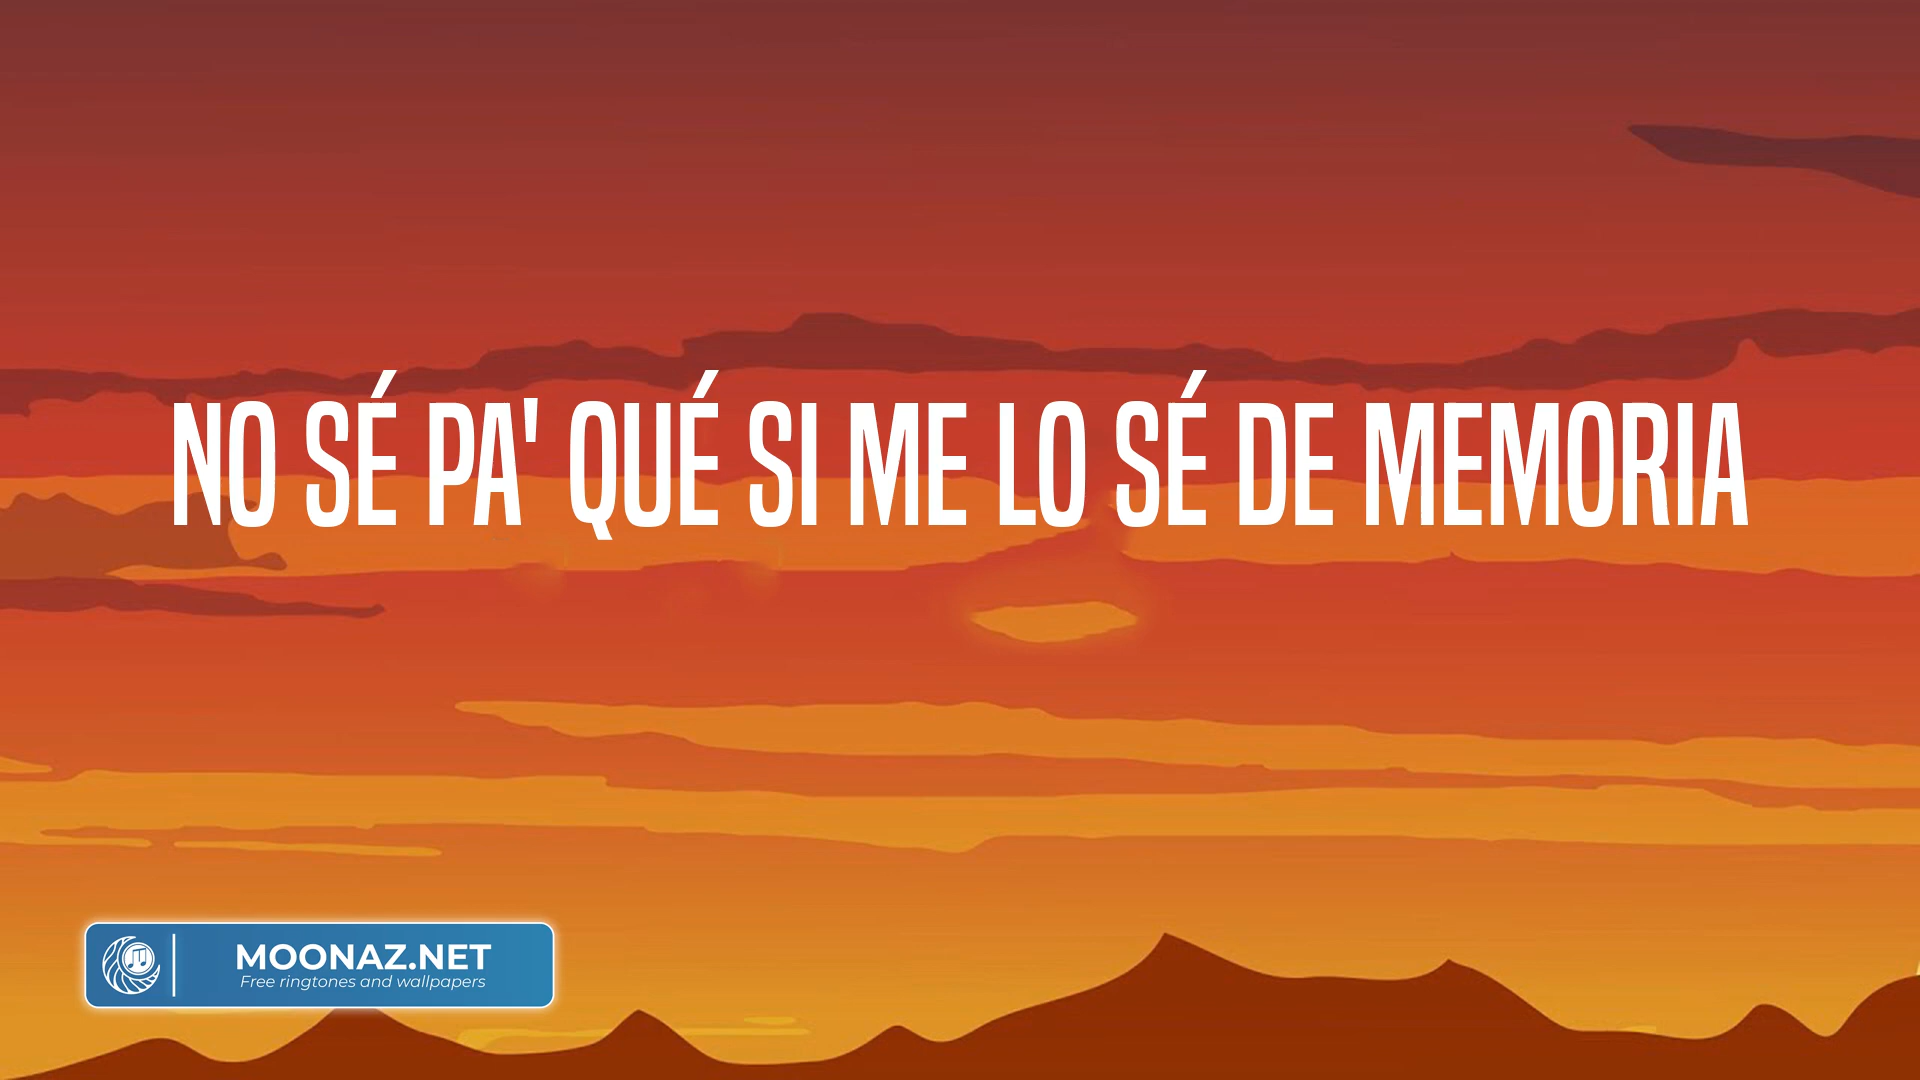 NO SÉ PA' QUÉ SI ME LO SÉ DE MEMORIA
MOONAZ.NET
Free ringtones and wallpapers